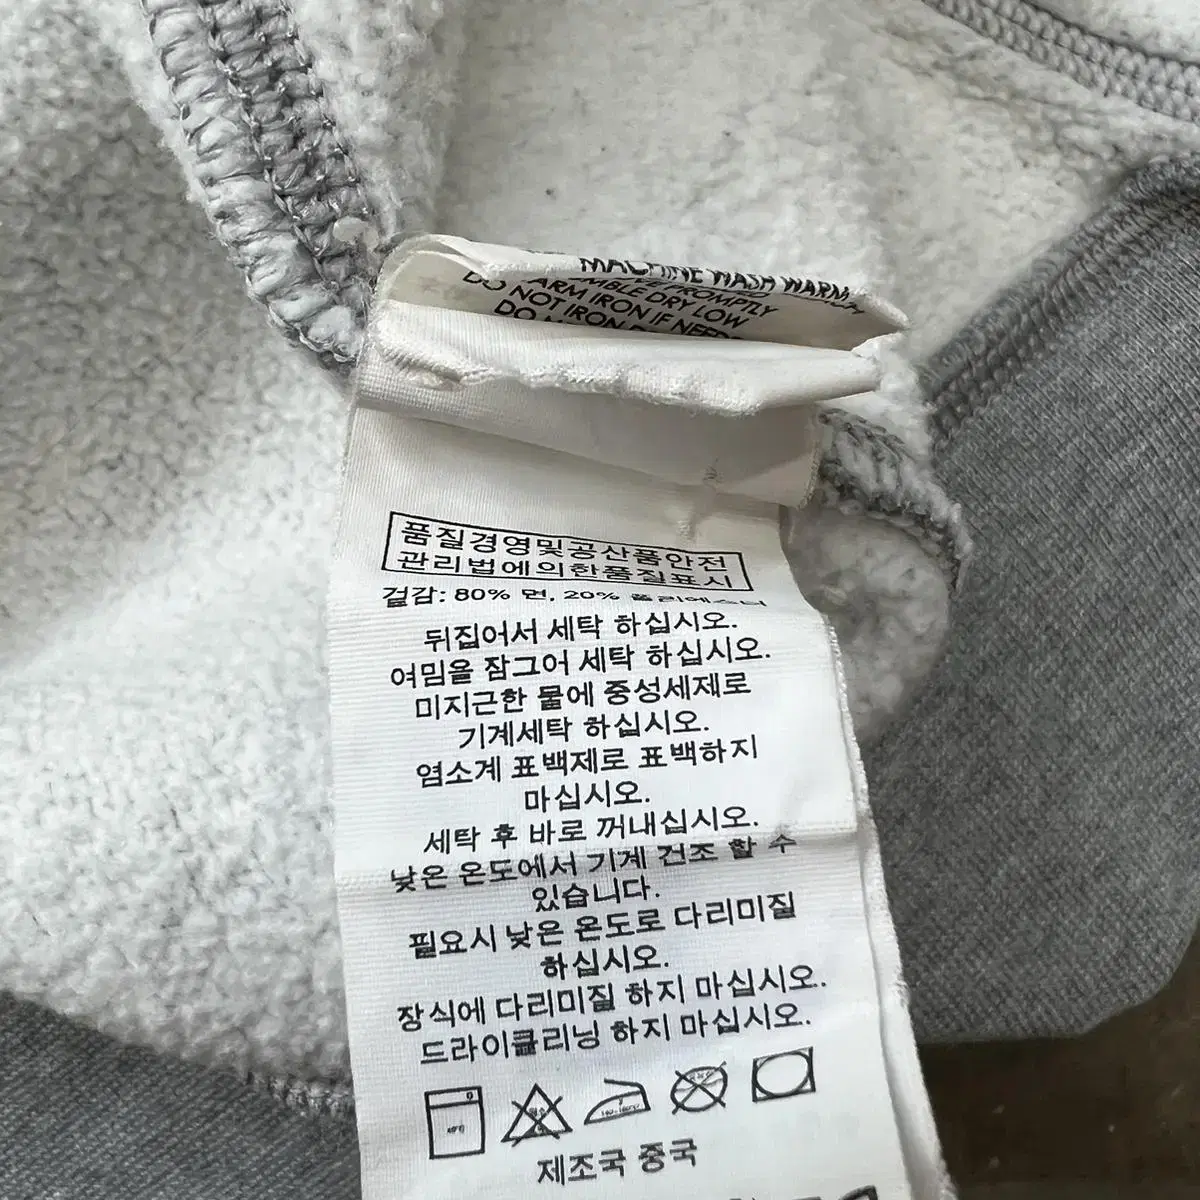 MACHINE WASH WARM
PROMPTLY
TUMBLE DRY LOW
WARM IRON IF NEEDED
DO NOT IRON
품질경영및공산품안전
관리법에의한품질표시
겉감: 80% 면, 20% 폴리에스터
뒤집어서 세탁 하십시오.
여밈을 잠그어 세탁 하십시오.
미지근한 물에 중성세제로
기계세탁 하십시오.
염소계 표백제로 표백하지
마십시오.
세탁 후 바로 꺼내십시오.
낮은 온도에서 기계 건조 할 수
있습니다.
필요시 낮은 온도로 다리미질
하십시오.
장식에 다리미질 하지 마십시오.
드라이클리닝 하지 마십시오.
제조국 중국